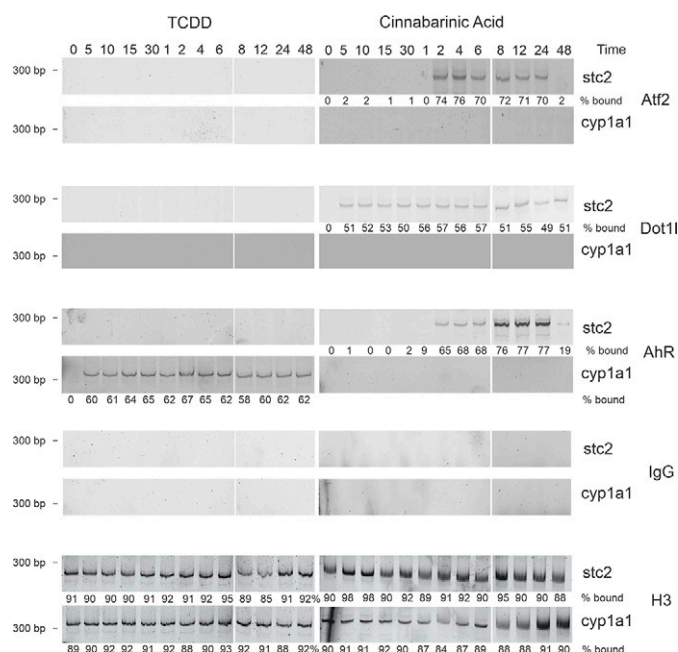 TCDD Cinnabarinic Acid
0 5 10 15 30 1 2 4 6 8 12 24 48 0 5 10 15 30 1 2 4 6 8 12 24 48 Time
300 bp stc2
0 2 2 1 1 0 74 76 70 72 71 70 2 % bound
Atf2
300 bp cyp1a1
stc2
0 51 52 53 50 56 57 56 57 51 55 49 51 % bound
Dot1l
300 bp cyp1a1
300 bp stc2
0 1 0 0 2 9 65 68 68 76 77 77 19 % bound
AhR
300 bp cyp1a1
0 60 61 64 65 62 67 65 62 58 60 62 62 % bound
stc2
IgG
300 bp cyp1a1
300 bp stc2
91 90 90 90 91 92 91 92 95 89 85 91 92% 90 98 98 90 92 89 91 92 90 95 90 90 88 % bound
H3
300 bp cyp1a1
89 90 92 92 91 92 88 90 93 92 91 88 92% 90 91 91 92 90 87 84 87 89 88 88 91 90 % bound